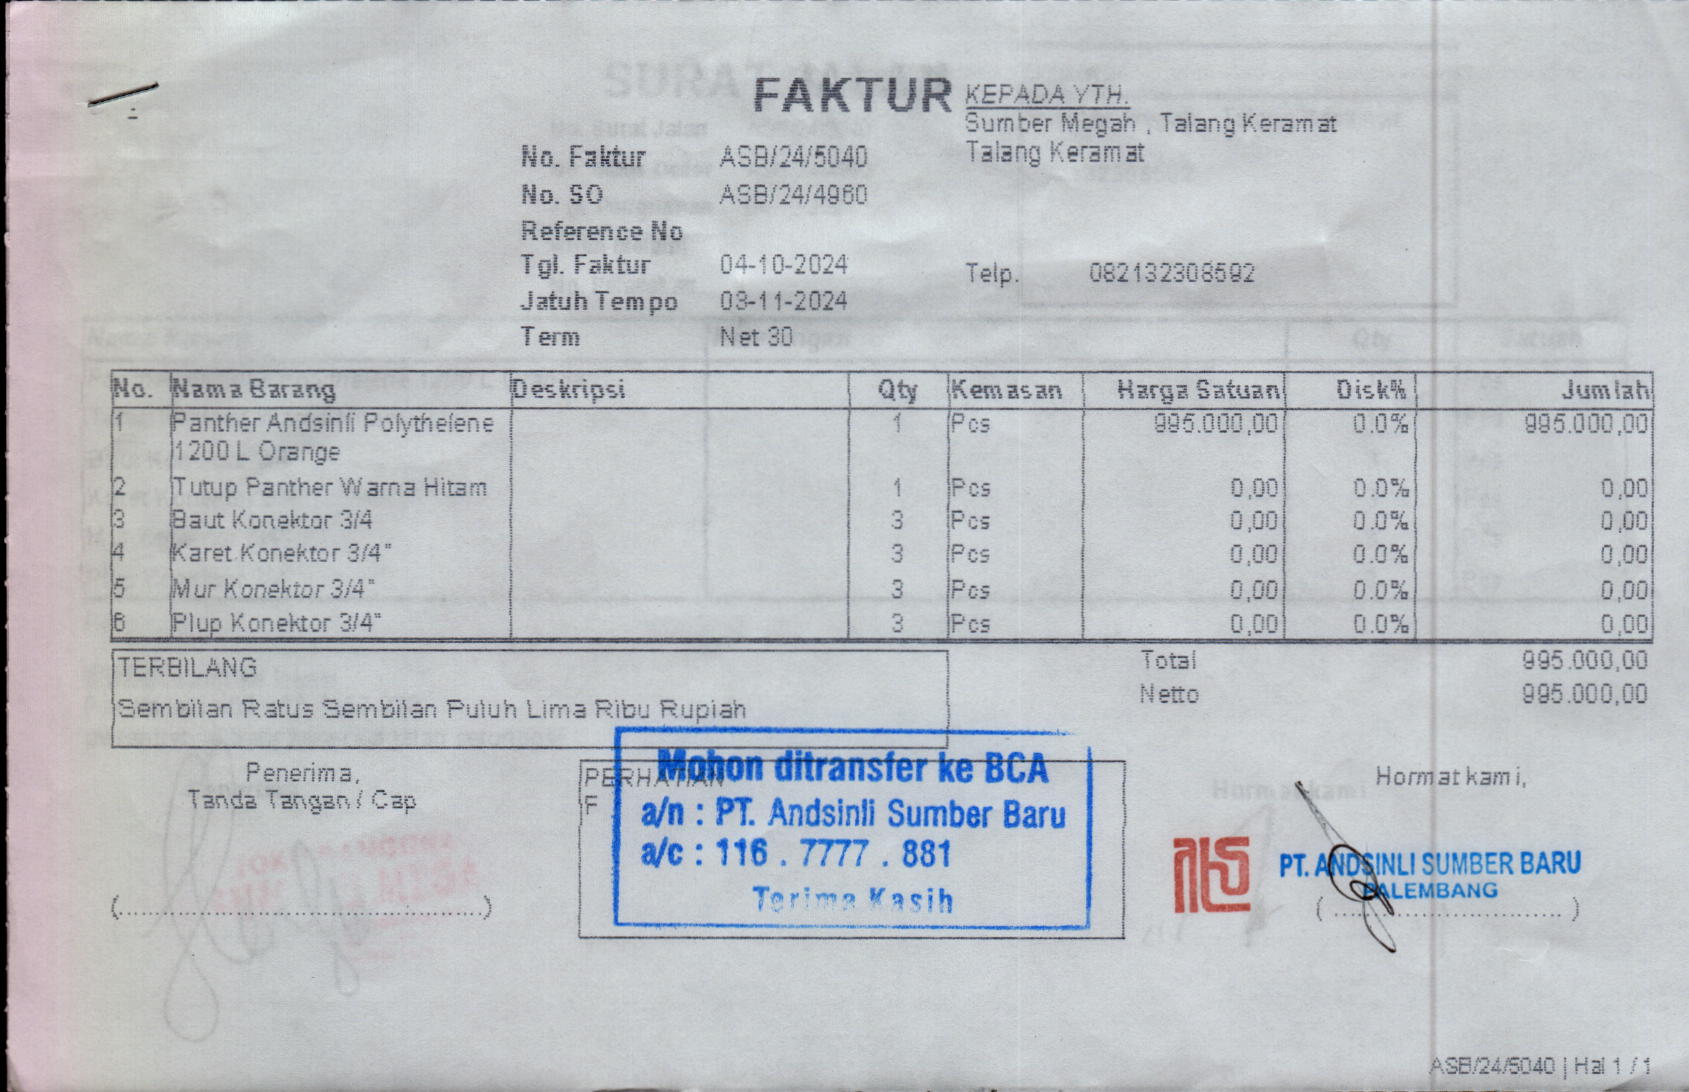 FAKTUR
KEPADA YTH.
Sumber Megah , Talang Keramat
Talang Keramat
No. Faktur ASB/24/5040
No. SO ASB/24/4960
Reference No
Tgl. Faktur 04-10-2024
Telp. 082132308592
Jatuh Tempo 03-11-2024
Term Net 30
No. Nama Barang Deskripsi Qty Kemasan Harga Satuan Disk% Jumlah
1 Panther Andsinli Polythelene 1 Pcs 995.000,00 0.0% 995.000,00
1200 L Orange
2 Tutup Panther Warna Hitam 1 Pcs 0,00 0.0% 0,00
3 Baut Konektor 3/4 3 Pcs 0,00 0.0% 0,00
4 Karet Konektor 3/4" 3 Pcs 0,00 0.0% 0,00
5 Mur Konektor 3/4" 3 Pcs 0,00 0.0% 0,00
6 Plup Konektor 3/4" 3 Pcs 0,00 0.0% 0,00
TERBILANG
Sembilan Ratus Sembilan Puluh Lima Ribu Rupiah
Total 995.000,00
Netto 995.000,00
Penerima,
Tanda Tangan / Cap
(........................................)
PERHATIAN
F
Mohon ditransfer ke BCA
a/n : PT. Andsinli Sumber Baru
a/c : 116 . 7777 . 881
Terima Kasih
Hormat kami,
PT. ANDSINLI SUMBER BARU
PALEMBANG
( ............................ )
ASB/24/5040 | Hal 1 / 1